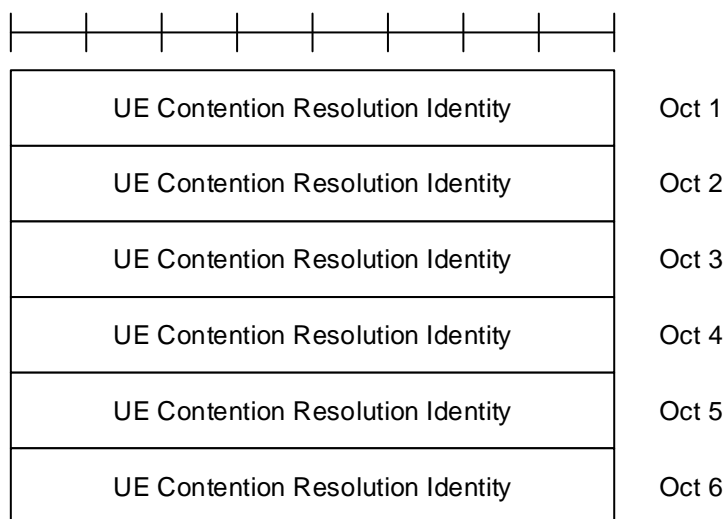 UE Contention Resolution Identity Oct 1
UE Contention Resolution Identity Oct 2
UE Contention Resolution Identity Oct 3
UE Contention Resolution Identity Oct 4
UE Contention Resolution Identity Oct 5
UE Contention Resolution Identity Oct 6